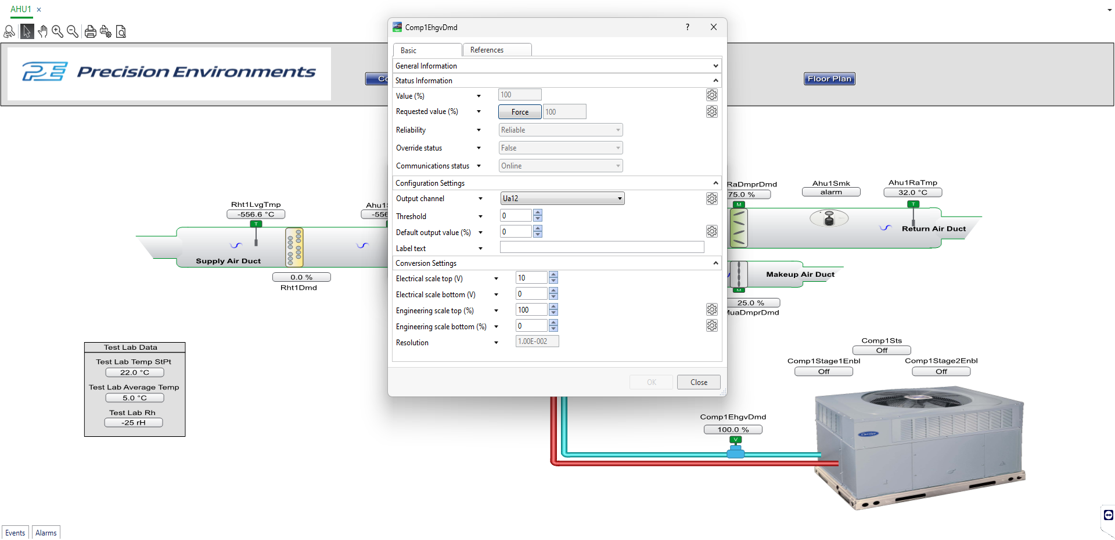 AHU1 ×
Comp1EhgvDmd
?
Basic
References
General Information
Status Information
Value (%)
100
Requested value (%)
Force
100
Reliability
Reliable
Override status
False
Communications status
Online
Configuration Settings
Output channel
Ua12
Threshold
0
Default output value (%)
0
Label text
Conversion Settings
Electrical scale top (V)
10
Electrical scale bottom (V)
0
Engineering scale top (%)
100
Engineering scale bottom (%)
0
Resolution
1.00E-002
OK
Close
PE Precision Environments
Co
Floor Plan
Rht1LvgTmp
-556.6 °C
T
Ahu1S
-556
Supply Air Duct
0.0 %
Rht1Dmd
RaDmprDmd
75.0 %
M
Ahu1Smk
alarm
Ahu1RaTmp
32.0 °C
T
Return Air Duct
Makeup Air Duct
M
25.0 %
MuaDmprDmd
Test Lab Data
Test Lab Temp StPt
22.0 °C
Test Lab Average Temp
5.0 °C
Test Lab Rh
-25 rH
Comp1Sts
Off
Comp1Stage1Enbl
Off
Comp1Stage2Enbl
Off
Comp1EhgvDmd
100.0 %
V
Events
Alarms